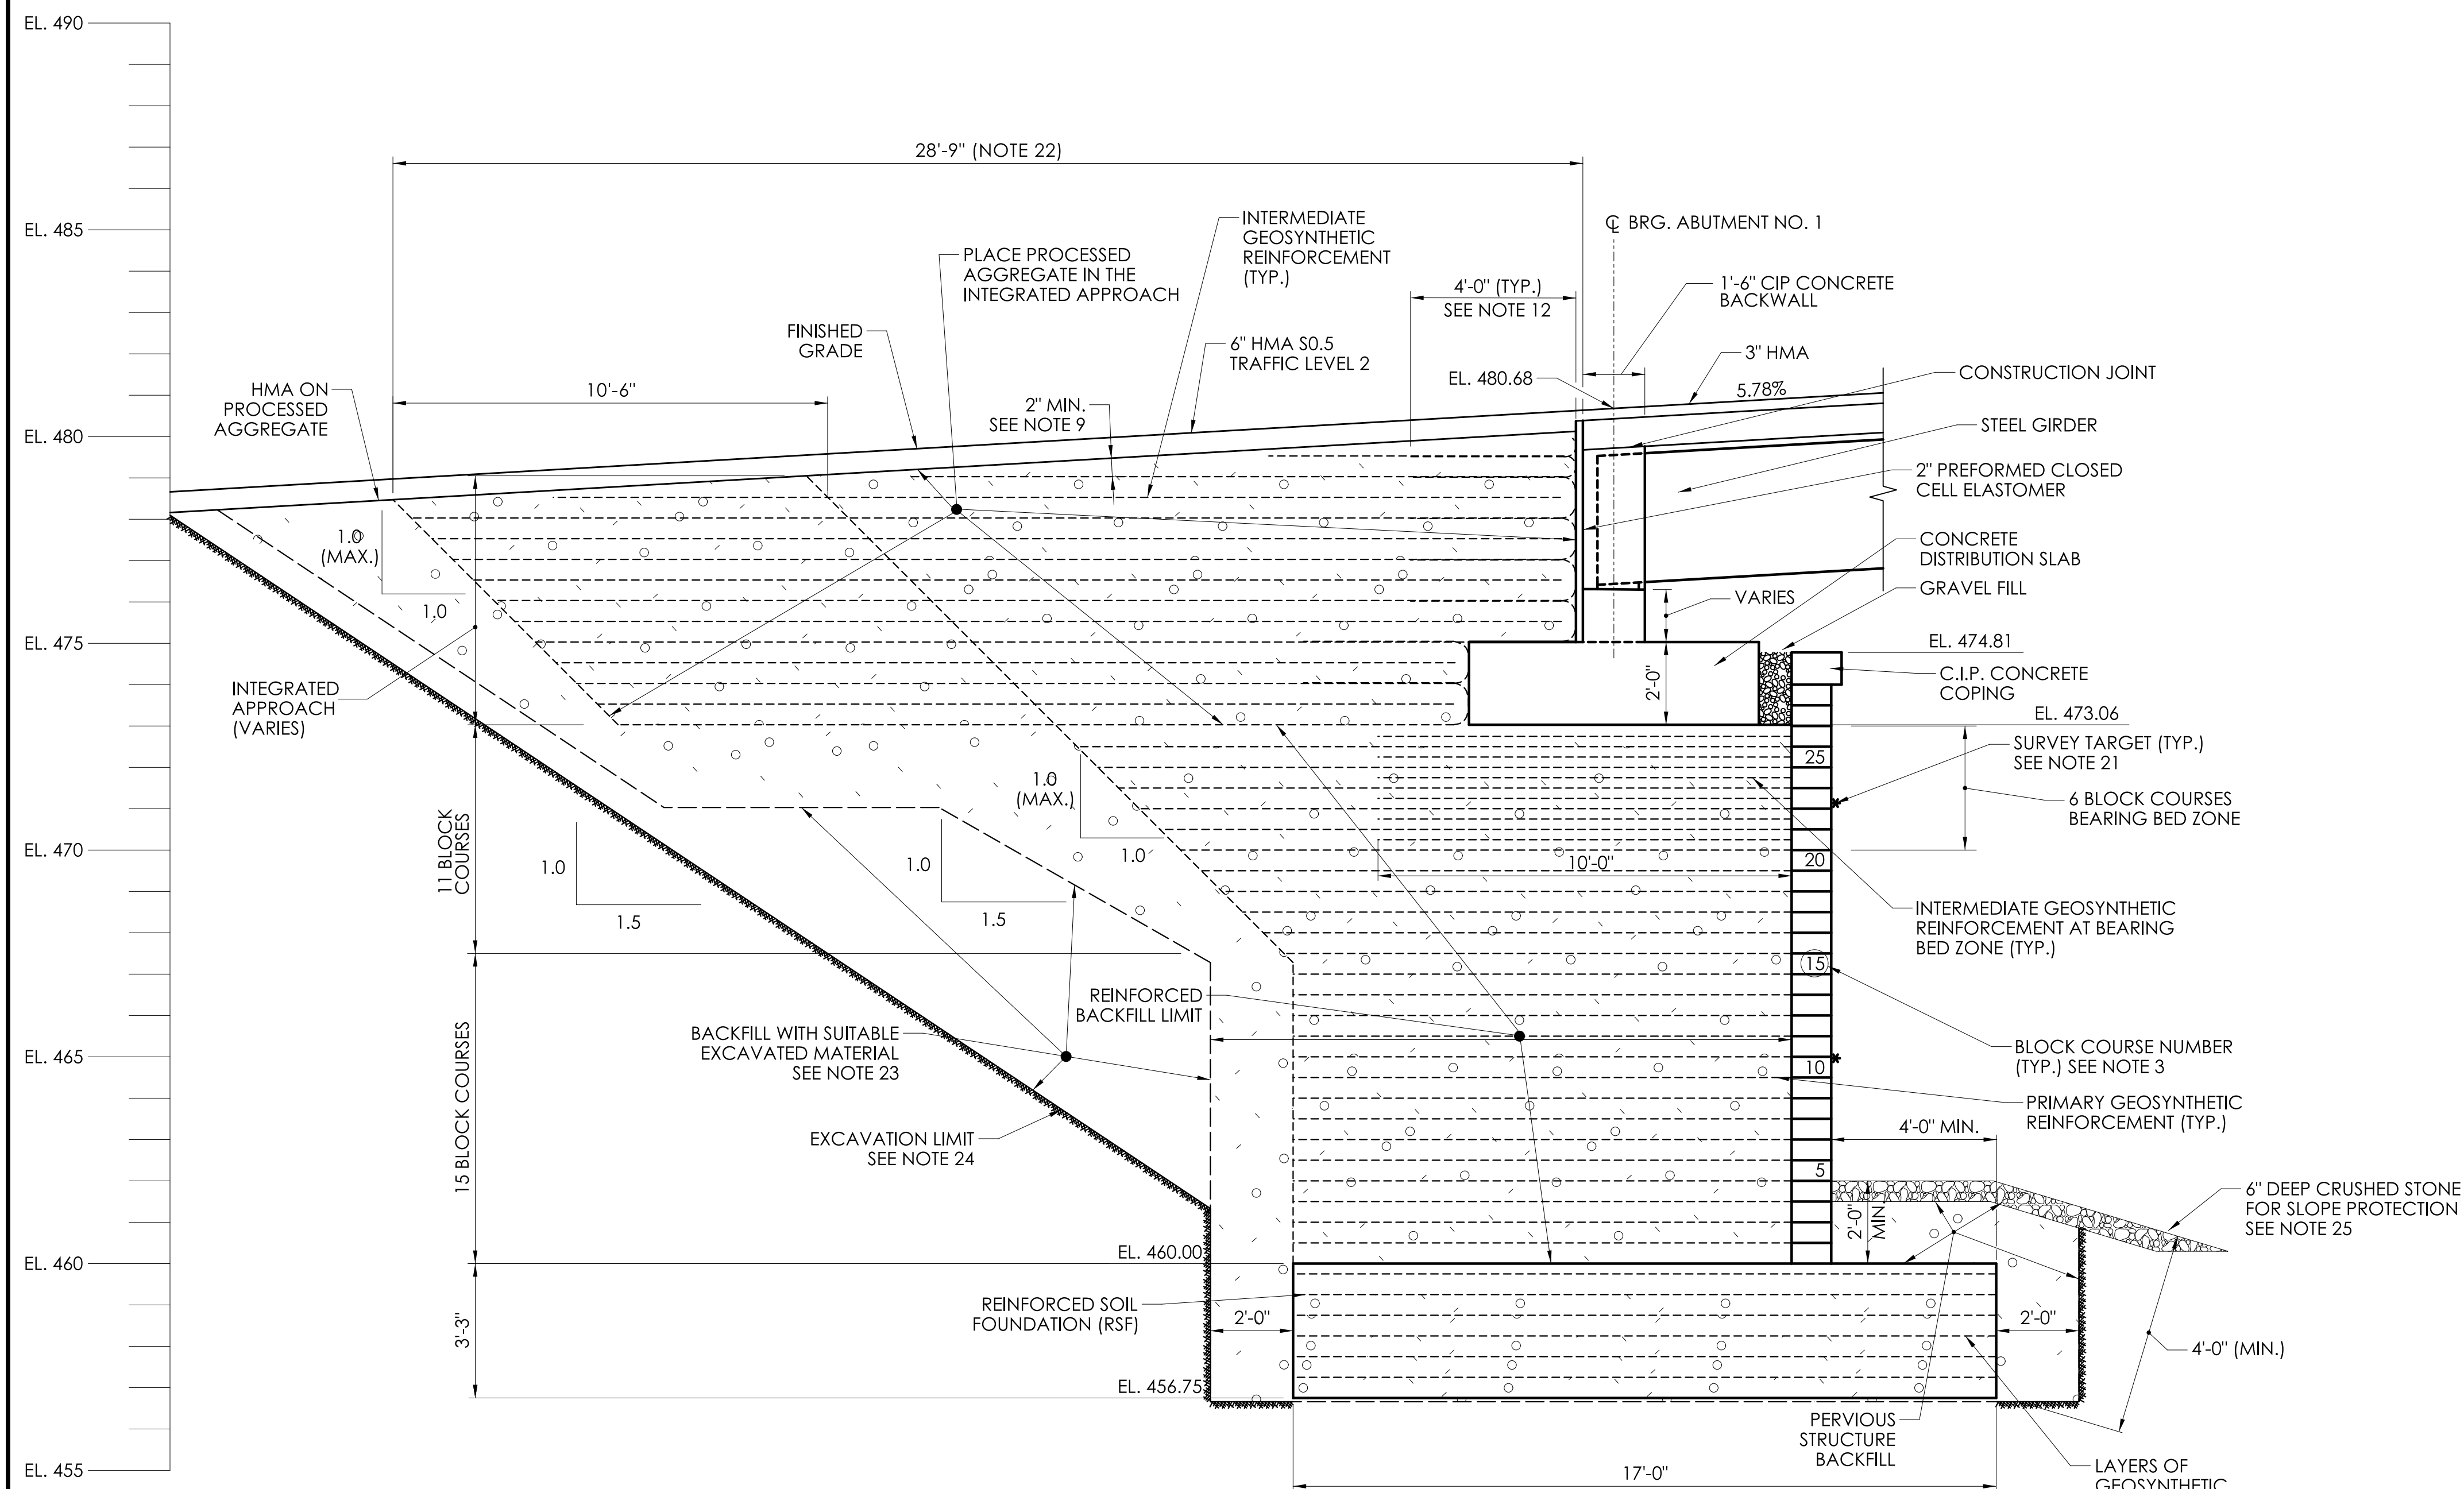 EL. 490
28'-9" (NOTE 22)
EL. 485
INTERMEDIATE
GEOSYNTHETIC
REINFORCEMENT
(TYP.)
℄ BRG. ABUTMENT NO. 1
PLACE PROCESSED
AGGREGATE IN THE
INTEGRATED APPROACH
4'-0" (TYP.)
SEE NOTE 12
1'-6" CIP CONCRETE
BACKWALL
FINISHED
GRADE
6" HMA S0.5
TRAFFIC LEVEL 2
3" HMA
EL. 480.68
5.78%
CONSTRUCTION JOINT
HMA ON
PROCESSED
AGGREGATE
10'-6"
2" MIN.
SEE NOTE 9
STEEL GIRDER
EL. 480
2" PREFORMED CLOSED
CELL ELASTOMER
1.0
(MAX.)
1.0
CONCRETE
DISTRIBUTION SLAB
GRAVEL FILL
VARIES
EL. 475
EL. 474.81
C.I.P. CONCRETE
COPING
2'-0"
INTEGRATED
APPROACH
(VARIES)
EL. 473.06
SURVEY TARGET (TYP.)
SEE NOTE 21
25
1.0
(MAX.)
1.0
6 BLOCK COURSES
BEARING BED ZONE
11 BLOCK
COURSES
EL. 470
1.0
1.5
1.0
1.5
10'-0"
20
INTERMEDIATE GEOSYNTHETIC
REINFORCEMENT AT BEARING
BED ZONE (TYP.)
15
REINFORCED
BACKFILL LIMIT
BACKFILL WITH SUITABLE
EXCAVATED MATERIAL
SEE NOTE 23
EL. 465
BLOCK COURSE NUMBER
(TYP.) SEE NOTE 3
10
PRIMARY GEOSYNTHETIC
REINFORCEMENT (TYP.)
15 BLOCK COURSES
EXCAVATION LIMIT
SEE NOTE 24
4'-0" MIN.
5
6" DEEP CRUSHED STONE
FOR SLOPE PROTECTION
SEE NOTE 25
2'-0"
MIN.
EL. 460
EL. 460.00
REINFORCED SOIL
FOUNDATION (RSF)
2'-0"
2'-0"
3'-3"
4'-0" (MIN.)
EL. 456.75
PERVIOUS
STRUCTURE
BACKFILL
EL. 455
17'-0"
LAYERS OF
GEOSYNTHETIC